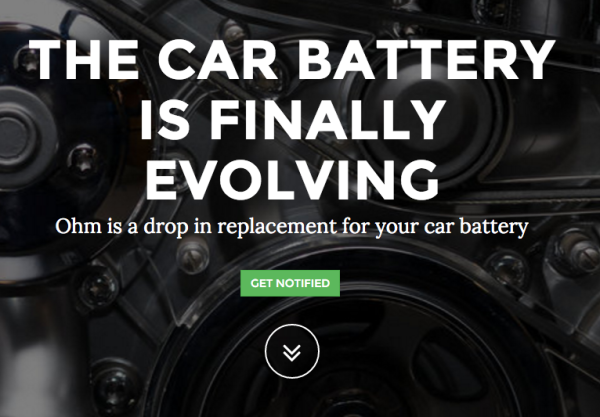 THE CAR BATTERY
IS FINALLY
EVOLVING
Ohm is a drop in replacement for your car battery
GET NOTIFIED